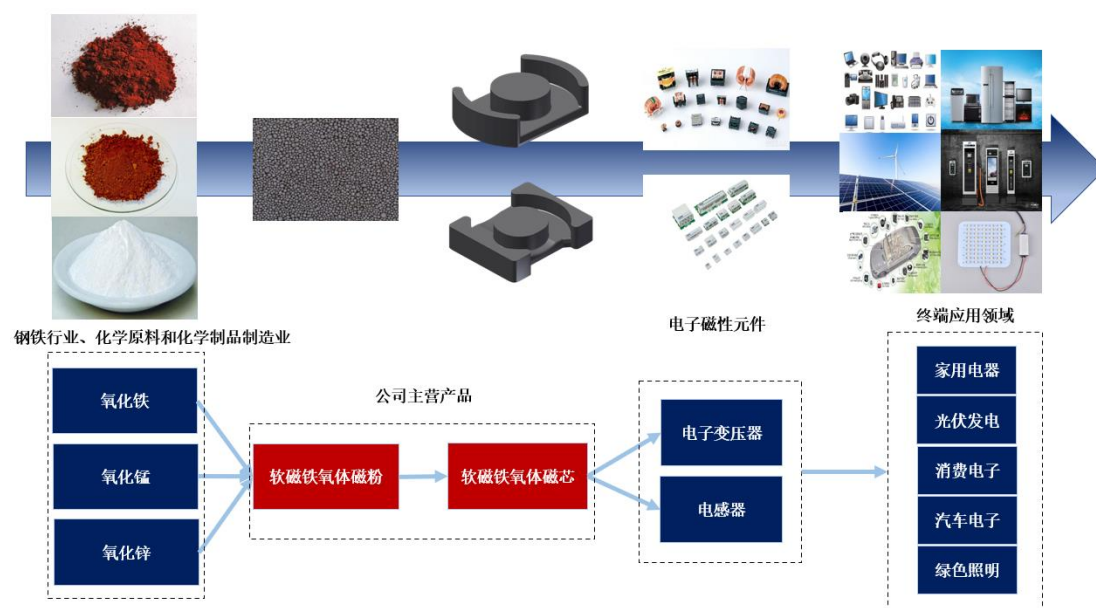 钢铁行业、化学原料和化学制品制造业
氧化铁
氧化锰
氧化锌
公司主营产品
软磁铁氧体磁粉
软磁铁氧体磁芯
电子磁性元件
电子变压器
电感器
终端应用领域
家用电器
光伏发电
消费电子
汽车电子
绿色照明